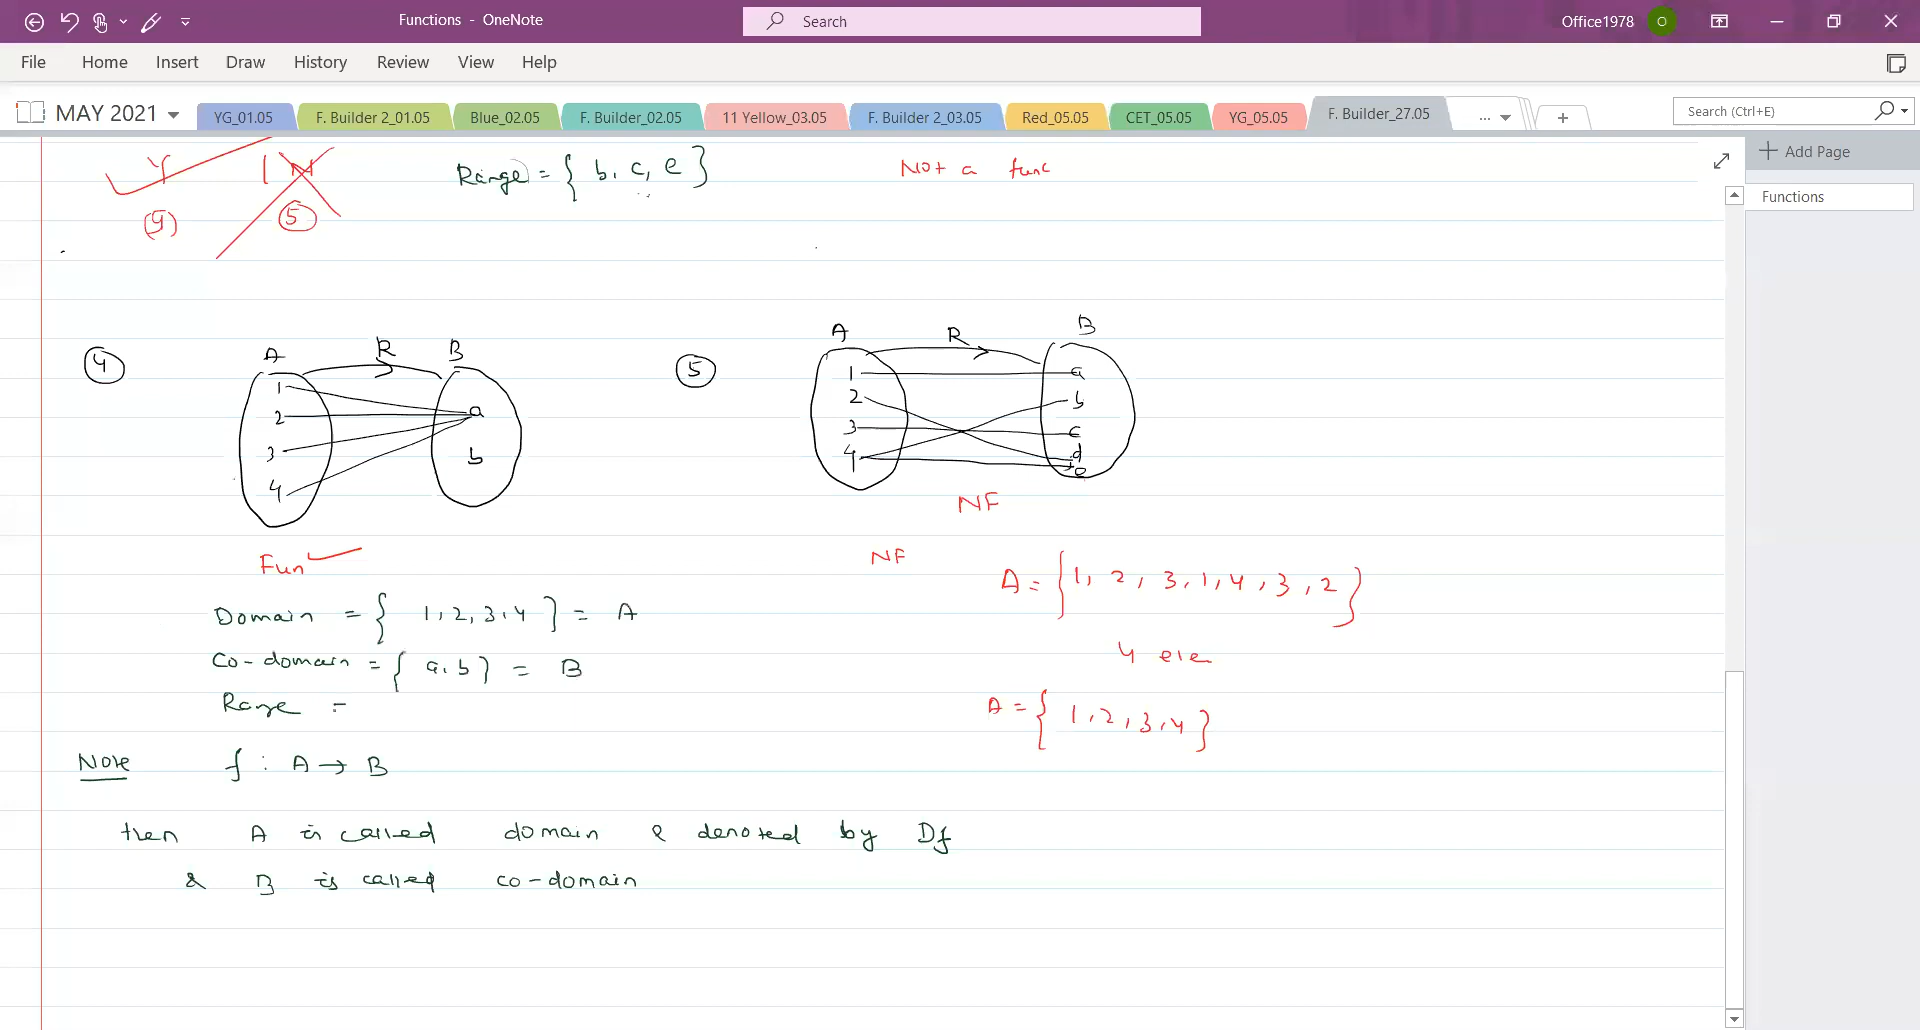 Functions - OneNote
Search
Office1978
O
File Home Insert Draw History Review View Help
MAY 2021
YG_01.05
F. Builder 2_01.05
Blue_02.05
F. Builder_02.05
11 Yellow_03.05
F. Builder 2_03.05
Red_05.05
CET_05.05
YG_05.05
F. Builder_27.05
...
+
Search (Ctrl+E)
Add Page
Functions
Range = { b, c, e }
Not a func
5
4
A R B
1
2
3
4
a
b
Fun
5
A R B
1
2
3
4
a
b
c
d
e
NF
NF
Domain = { 1, 2, 3, 4 } = A
Co-domain = { a, b } = B
Range =
A = { 1, 2, 3, 1, 4, 3, 2 }
4 ele
A = { 1, 2, 3, 4 }
Note f : A → B
then A is called domain & denoted by Df
& B is called co-domain